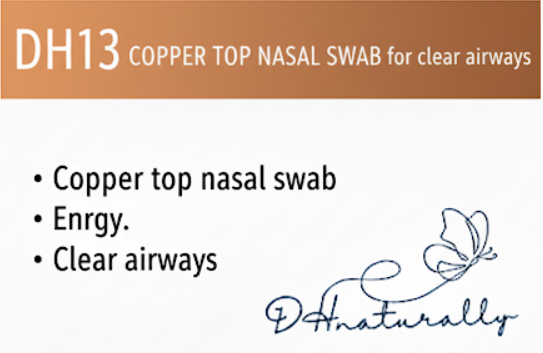 DH13 COPPER TOP NASAL SWAB for clear airways
• Copper top nasal swab
• Enrgy.
• Clear airways
DHnaturally